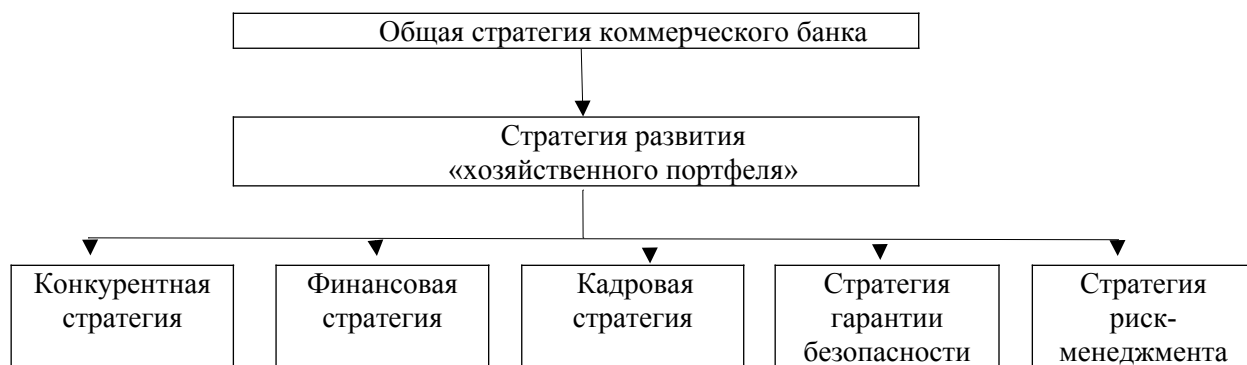 Общая стратегия коммерческого банка
Стратегия развития
«хозяйственного портфеля»
Конкурентная
стратегия
Финансовая
стратегия
Кадровая
стратегия
Стратегия
гарантии
безопасности
Стратегия
риск-
менеджмента